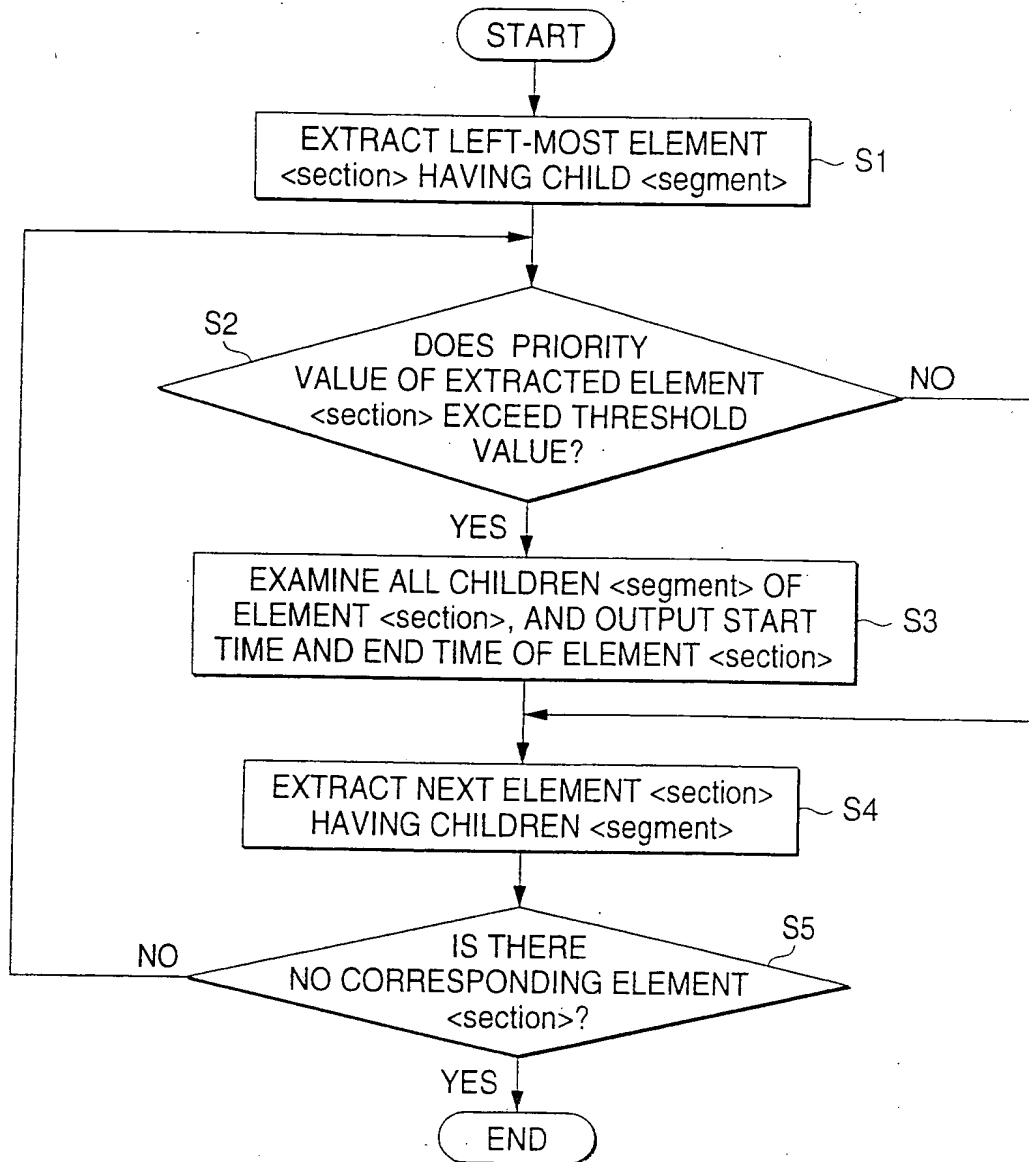 START
EXTRACT LEFT-MOST ELEMENT
<section> HAVING CHILD <segment>
S1
S2
DOES PRIORITY
VALUE OF EXTRACTED ELEMENT
<section> EXCEED THRESHOLD
VALUE?
NO
YES
EXAMINE ALL CHILDREN <segment> OF
ELEMENT <section>, AND OUTPUT START
TIME AND END TIME OF ELEMENT <section>
S3
EXTRACT NEXT ELEMENT <section>
HAVING CHILDREN <segment>
S4
S5
NO
IS THERE
NO CORRESPONDING ELEMENT
<section>?
YES
END